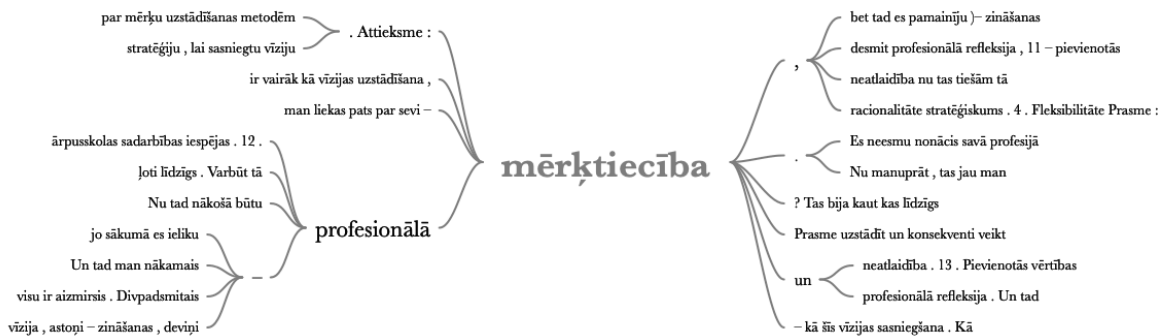 par mērķu uzstādīšanas metodēm
stratēģiju , lai sasniegtu vīziju
. Attieksme :
ir vairāk kā vīzijas uzstādīšana ,
man liekas pats par sevi –
ārpusskolas sadarbības iespējas . 12 .
ļoti līdzīgs . Varbūt tā
Nu tad nākošā būtu
profesionālā
jo sākumā es ieliku
Un tad man nākamais
–
visu ir aizmirsis . Divpadsmitais
vīzija , astoņi – zināšanas , deviņi
mērķtiecība
bet tad es pamainīju )– zināšanas
desmit profesionālā refleksija , 11 – pievienotās
,
neatlaidība nu tas tiešām tā
racionalitāte stratēģiskums . 4 . Fleksibilitāte Prasme :
Es neesmu nonācis savā profesijā
.
Nu manuprāt , tas jau man
? Tas bija kaut kas līdzīgs
Prasme uzstādīt un konsekventi veikt
neatlaidība . 13 . Pievienotās vērtības
un
profesionālā refleksija . Un tad
– kā šīs vīzijas sasniegšana . Kā